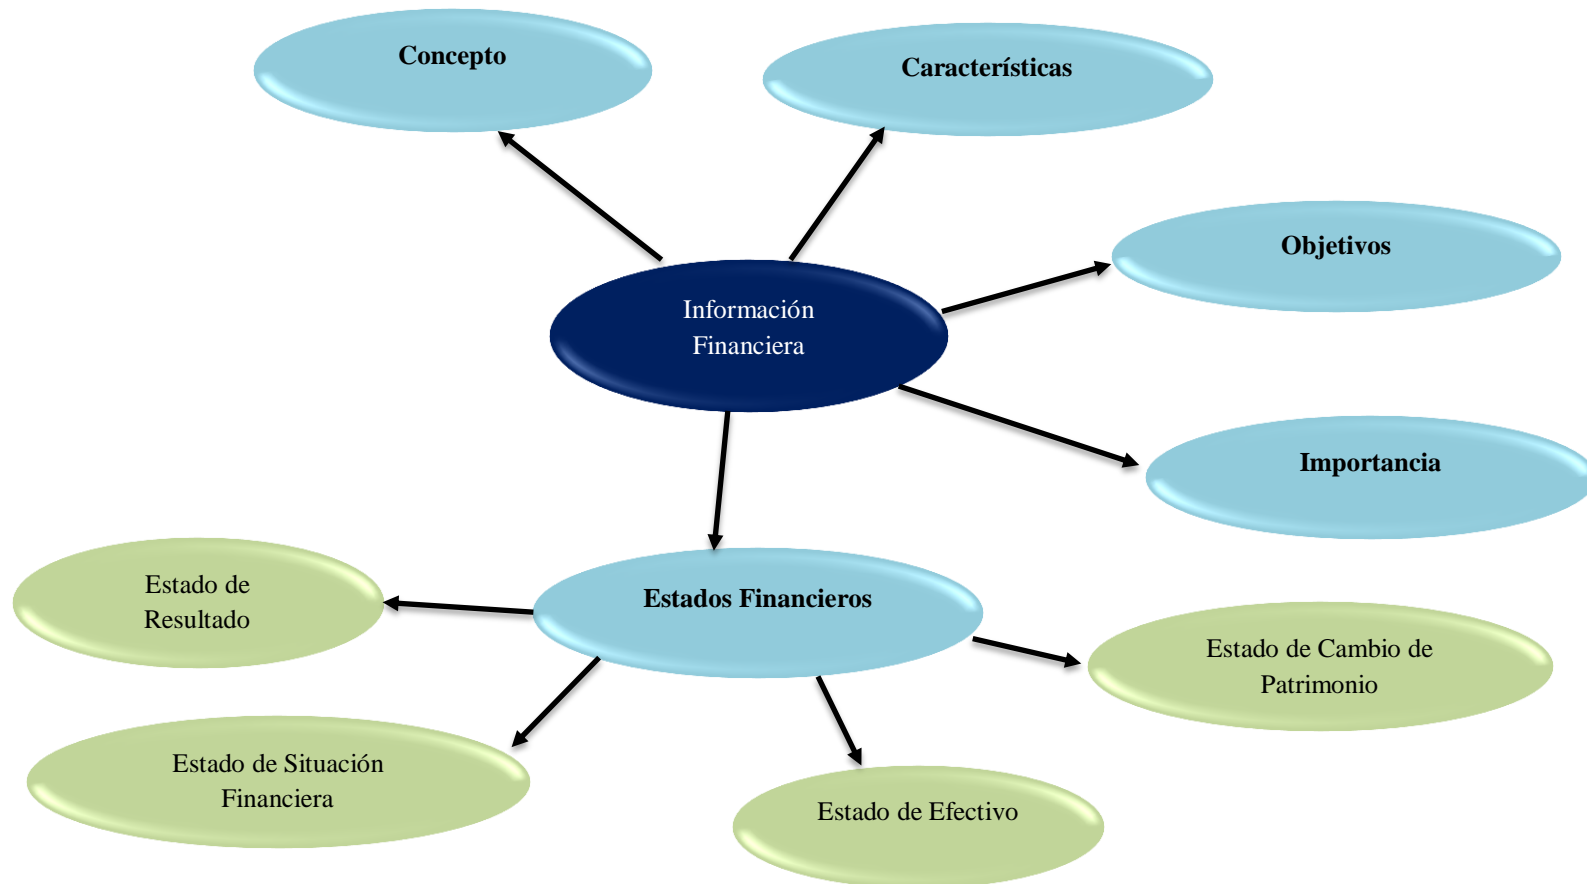 Concepto
Características
Objetivos
Información
Financiera
Importancia
Estado de
Resultado
Estados Financieros
Estado de Cambio de
Patrimonio
Estado de Situación
Financiera
Estado de Efectivo